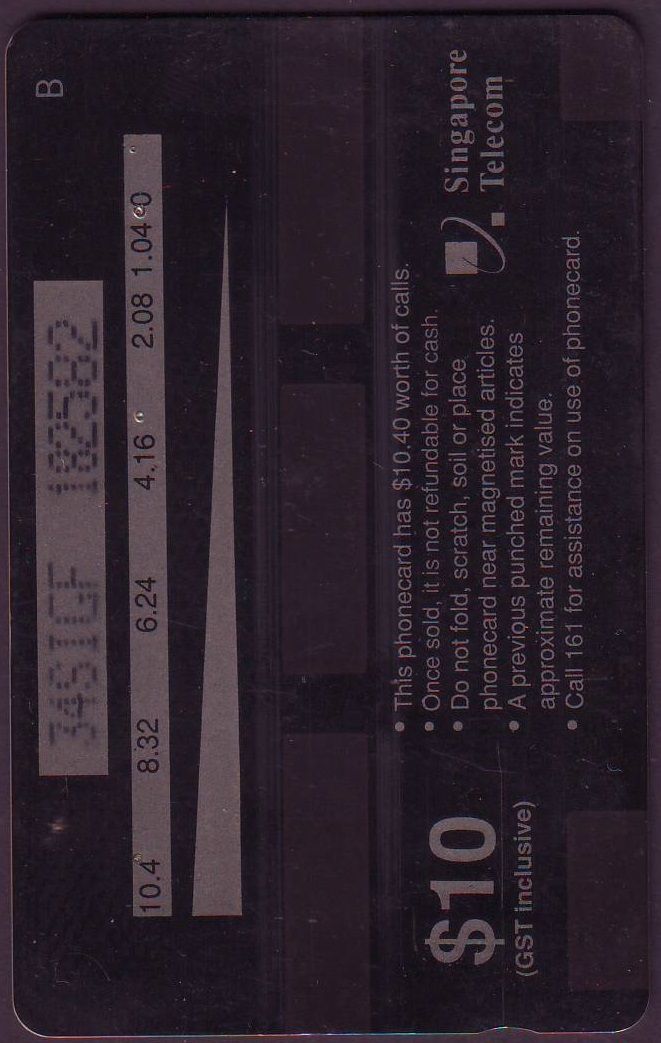 B
34SIGF 182582
10.4 8.32 6.24 4.16 2.08 1.04 0
$10
(GST inclusive)
• This phonecard has $10.40 worth of calls.
• Once sold, it is not refundable for cash.
• Do not fold, scratch, soil or place
phonecard near magnetised articles.
• A previous punched mark indicates
approximate remaining value.
• Call 161 for assistance on use of phonecard.
Singapore
Telecom